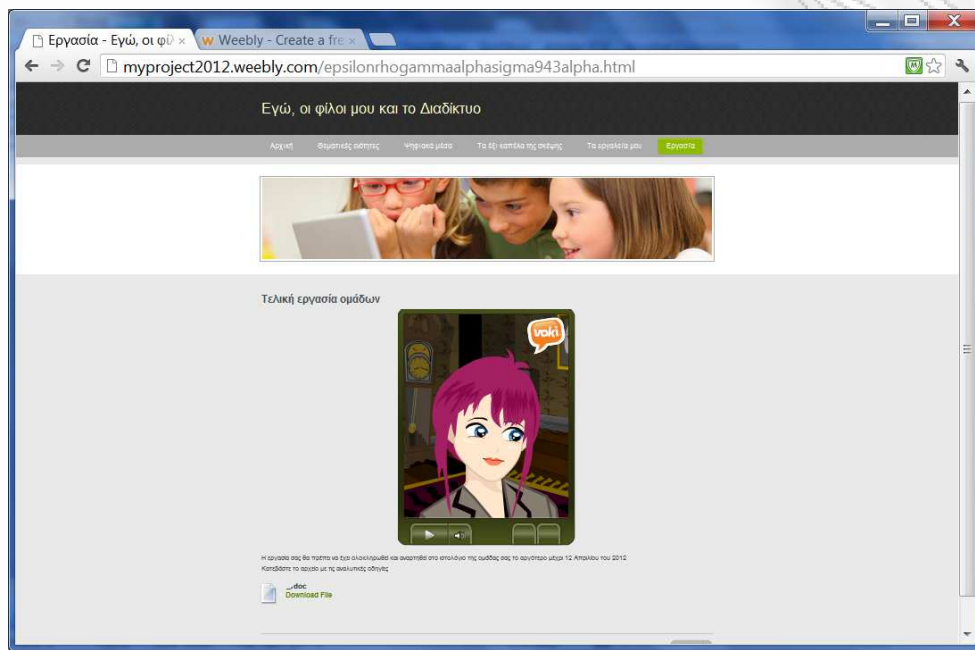 Εργασία - Εγώ, οι φί
Weebly - Create a fre
myproject2012.weebly.com/epsilonrhogammaalphasigma943alpha.html
Εγώ, οι φίλοι μου και το Διαδίκτυο
Αρχική Θεματικές ενότητες Ψηφιακά μέσα Τα έξι καπέλα της σκέψης Τα εργαλεία μου Εργασία
Τελική εργασία ομάδων
voki
Η εργασία σας θα πρέπει να έχει ολοκληρωθεί και αναρτηθεί στο ιστολόγιο της ομάδας σας το αργότερο μέχρι 12 Απριλίου του 2012
Κατεβάστε το αρχείο με τις αναλυτικές οδηγίες
_.doc
Download File